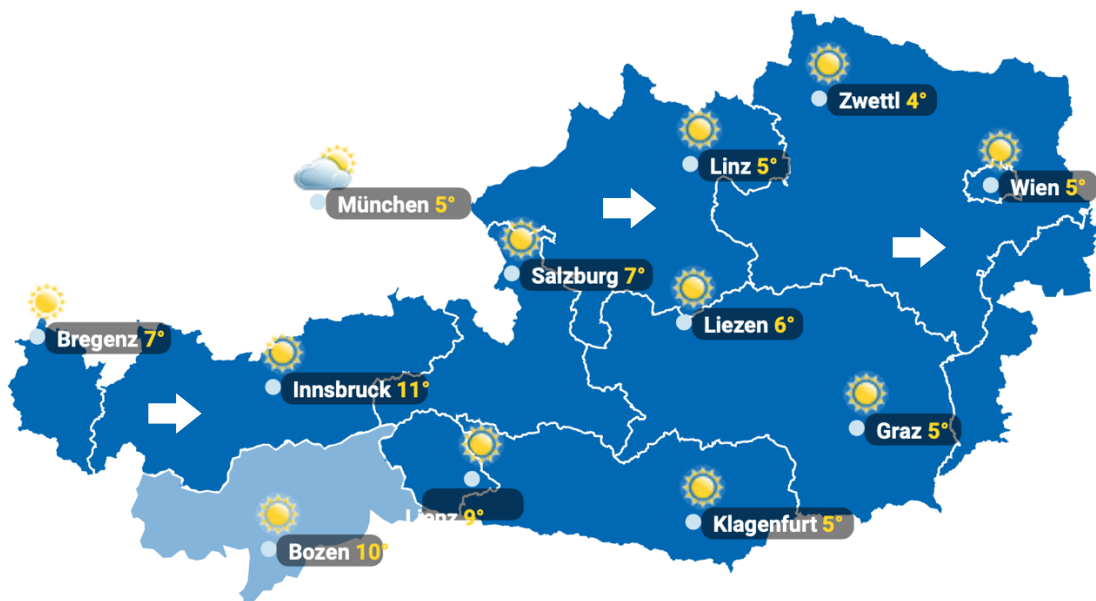 Zwettl 4°
Linz 5°
Wien 5°
München 5°
Salzburg 7°
Liezen 6°
Bregenz 7°
Innsbruck 11°
Graz 5°
Lienz 9°
Klagenfurt 5°
Bozen 10°